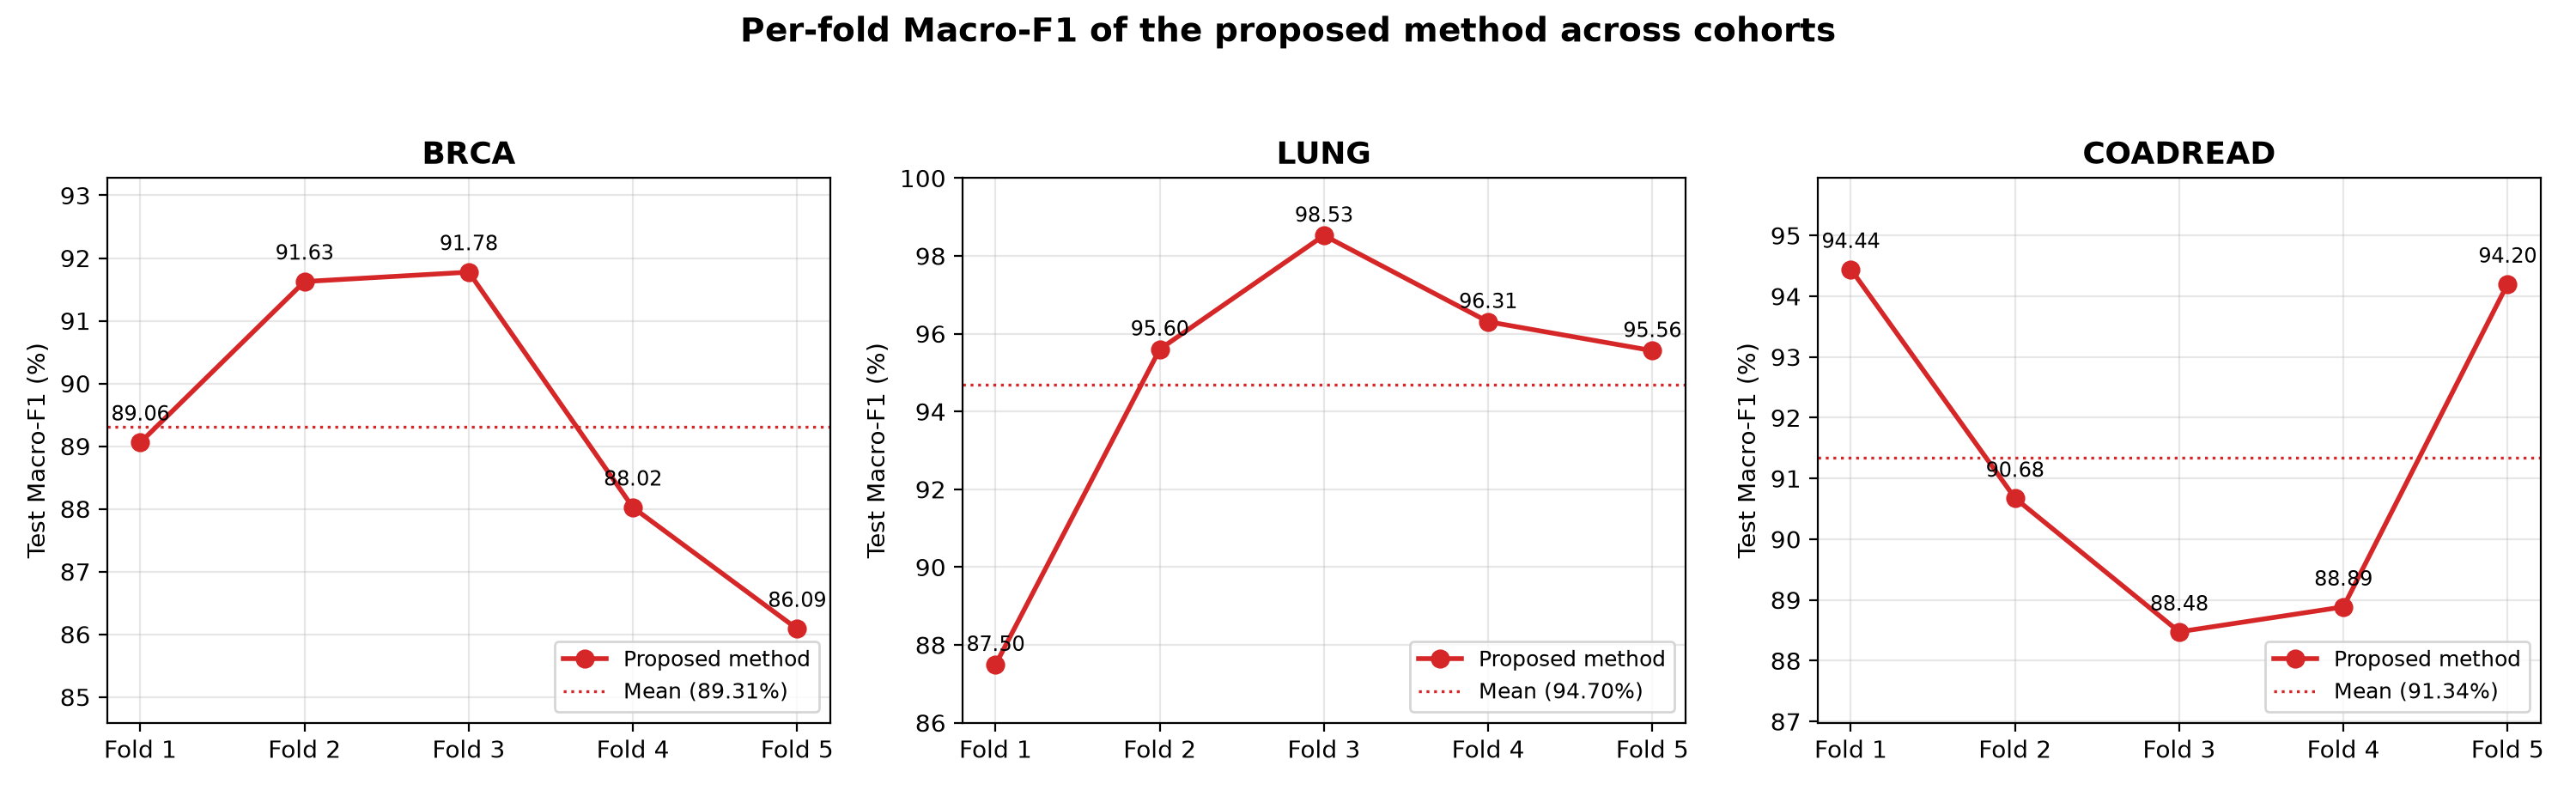 Per-fold Macro-F1 of the proposed method across cohorts
BRCA
Test Macro-F1 (%)
93
92
91
90
89
88
87
86
85
89.06
91.63
91.78
88.02
86.09
Proposed method
Mean (89.31%)
Fold 1 Fold 2 Fold 3 Fold 4 Fold 5
LUNG
Test Macro-F1 (%)
100
98
96
94
92
90
88
86
87.50
95.60
98.53
96.31
95.56
Proposed method
Mean (94.70%)
Fold 1 Fold 2 Fold 3 Fold 4 Fold 5
COADREAD
Test Macro-F1 (%)
95
94
93
92
91
90
89
88
87
94.44
90.68
88.48
88.89
94.20
Proposed method
Mean (91.34%)
Fold 1 Fold 2 Fold 3 Fold 4 Fold 5